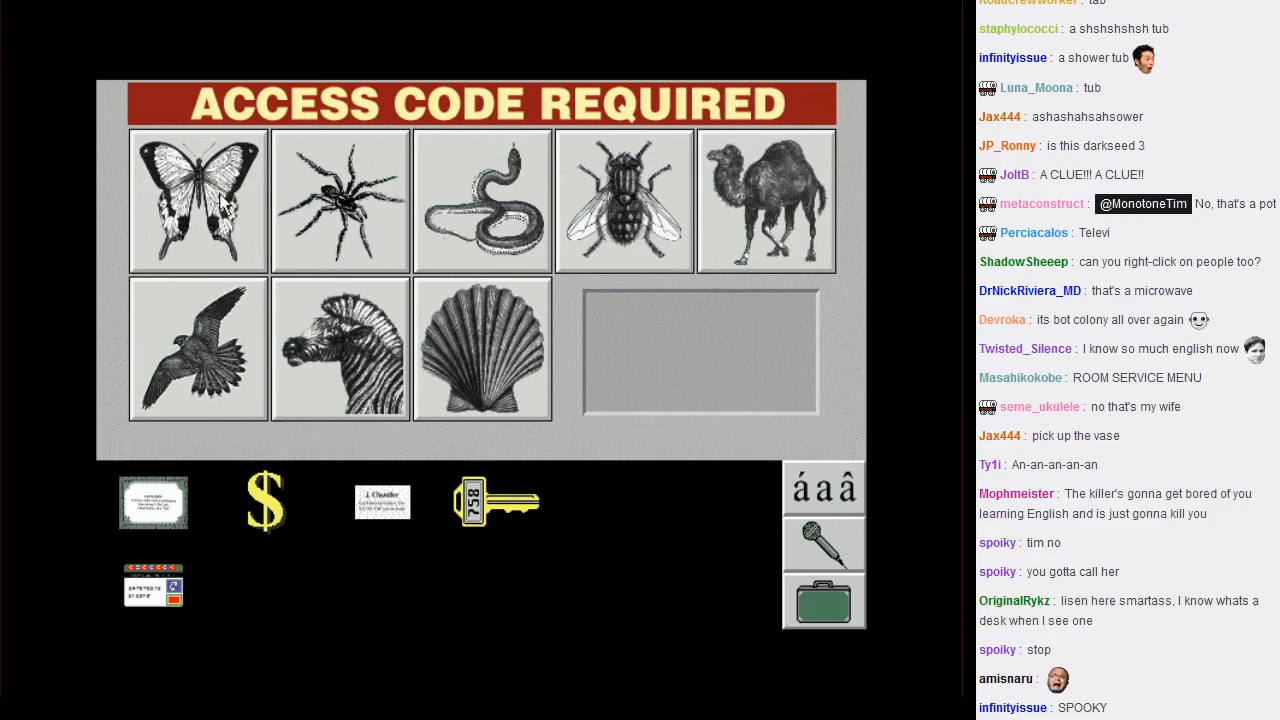 ACCESS CODE REQUIRED
J. Chandler
758
á a â
Roadcrewworker : tab
staphylococci : a shshshshsh tub
infinityissue : a shower tub
Luna_Moona : tub
Jax444 : ashashahsahsower
JP_Ronny : is this darkseed 3
JoltB : A CLUE!!! A CLUE!!
metaconstruct : @MonotoneTim No, that's a pot
Perciacalos : Televi
ShadowSheeep : can you right-click on people too?
DrNickRiviera_MD : that's a microwave
Devroka : its bot colony all over again
Twisted_Silence : I know so much english now
Masahikokobe : ROOM SERVICE MENU
seme_ukulele : no that's my wife
Jax444 : pick up the vase
Ty1i : An-an-an-an-an
Mophmeister : The guy's gonna get bored of you
learning English and is just gonna kill you
spoiky : tim no
spoiky : you gotta call her
OriginalRykz : lisen here smartass, I know whats a
desk when I see one
spoiky : stop
amisnaru :
infinityissue : SPOOKY